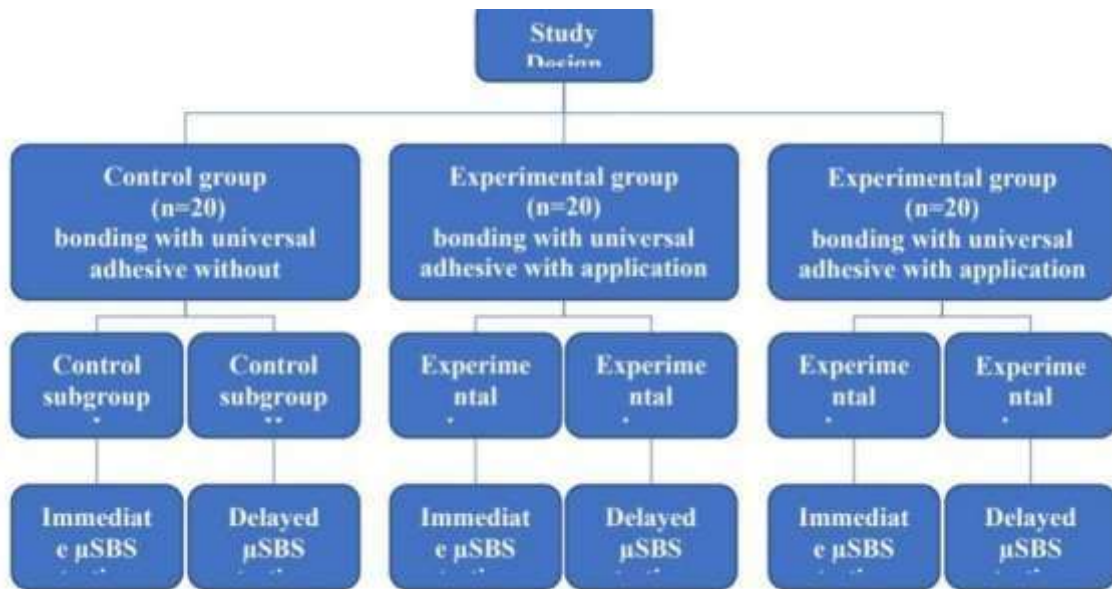 Study
Design
Control group
(n=20)
bonding with universal
adhesive without
Experimental group
(n=20)
bonding with universal
adhesive with application
Experimental group
(n=20)
bonding with universal
adhesive with application
Control
subgroup
Control
subgroup
Experime
ntal
Experime
ntal
Experime
ntal
Experime
ntal
Immediat
e µSBS
Delayed
µSBS
Immediat
e µSBS
Delayed
µSBS
Immediat
e µSBS
Delayed
µSBS